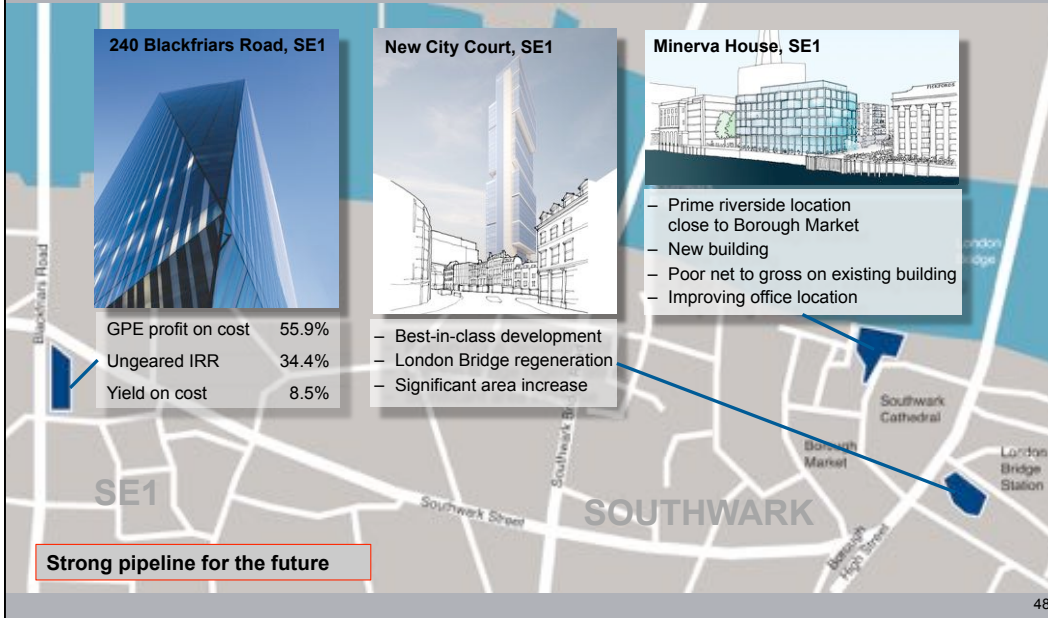 240 Blackfriars Road, SE1
New City Court, SE1
Minerva House, SE1
– Prime riverside location
close to Borough Market
– New building
– Poor net to gross on existing building
– Improving office location
GPE profit on cost 55.9%
Ungeared IRR 34.4%
Yield on cost 8.5%
– Best-in-class development
– London Bridge regeneration
– Significant area increase
Blackfriars Road
London
Bridge
Southwark
Cathedral
Borough
Market
London
Bridge
Station
SE1
Southwark Street
SOUTHWARK
Borough
High Street
Strong pipeline for the future
48